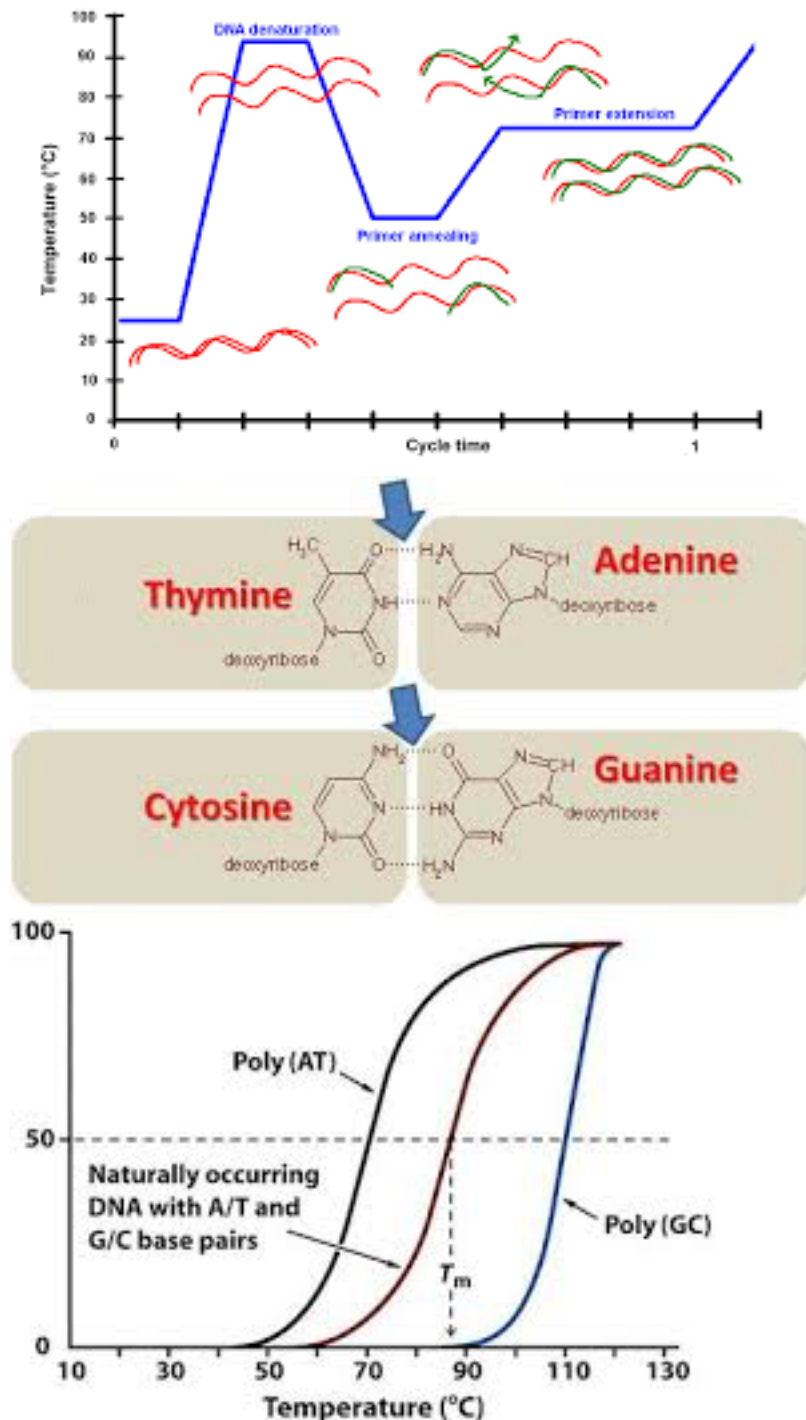 DNA denaturation
100
90
80
70
60
50
40
30
20
10
0
Temperature (°C)
Primer extension
Primer annealing
0
Cycle time
1
Thymine
Adenine
H₃C
O
H₂N
N
CH
NH
N
N
deoxyribose
N
N
O
deoxyribose
Cytosine
Guanine
NH₂
O
N
CH
N
HN
N
deoxyribose
N
N
deoxyribose
O
H₂N
100
50
0
Poly (AT)
Naturally occurring
DNA with A/T and
G/C base pairs
Tm
Poly (GC)
10 30 50 70 90 110 130
Temperature (°C)